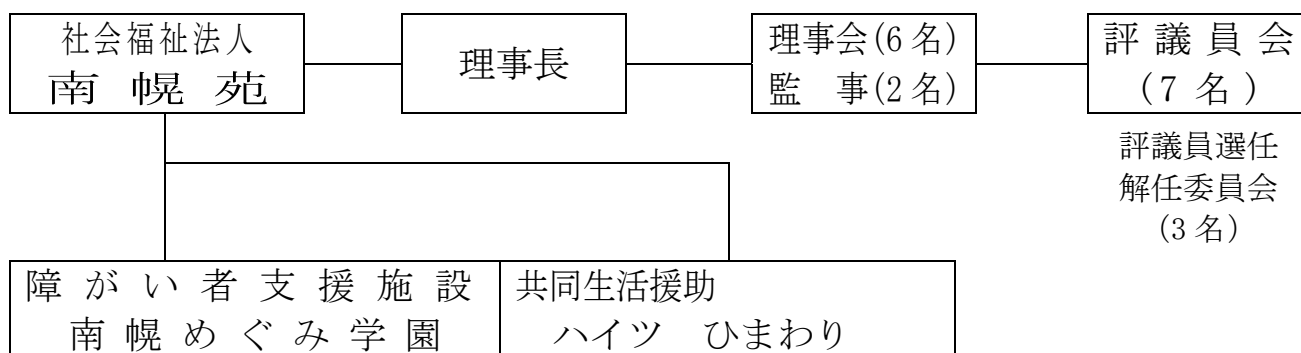 社会福祉法人
南幌苑
理事長
理事会(6名)
監　事(2名)
評議員会
(7名)
評議員選任
解任委員会
(3名)
障がい者支援施設
南幌めぐみ学園
共同生活援助
ハイツ　ひまわり